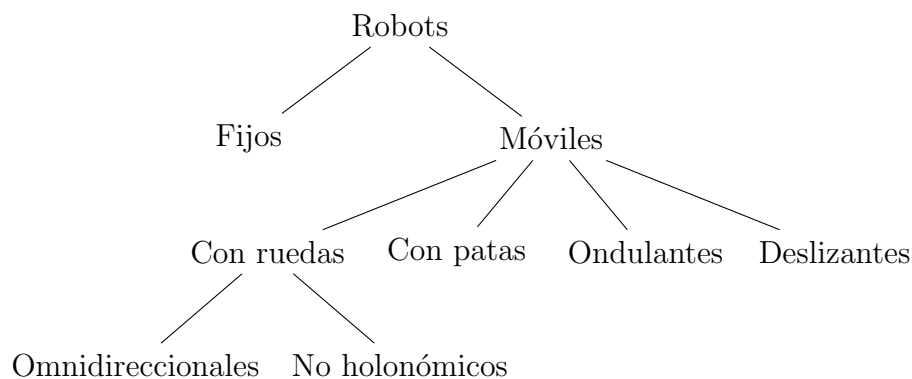 Robots
Fijos
Móviles
Con ruedas
Con patas
Ondulantes
Deslizantes
Omnidireccionales
No holonómicos